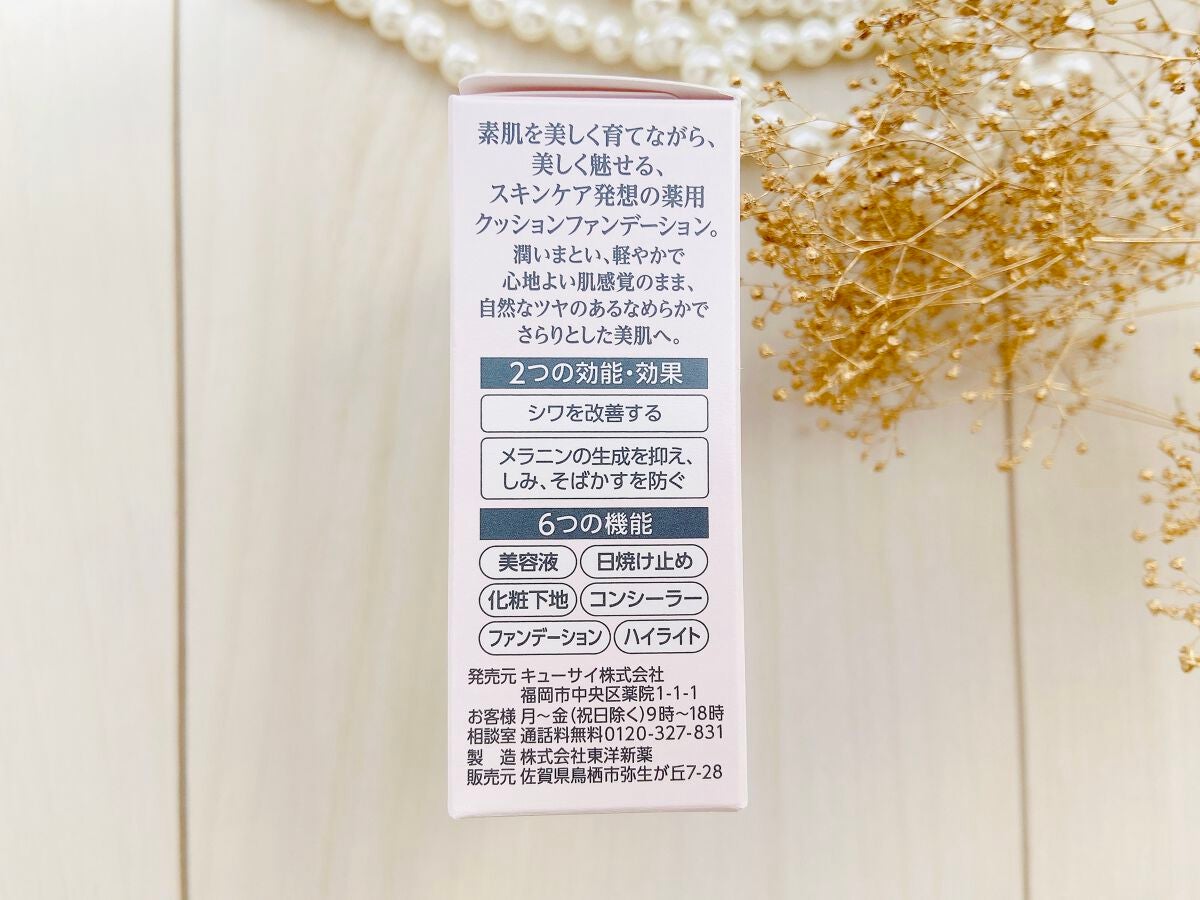 素肌を美しく育てながら、
美しく魅せる、
スキンケア発想の薬用
クッションファンデーション。
潤いまとい、軽やかで
心地よい肌感覚のまま、
自然なツヤのあるなめらかで
さらりとした美肌へ。
2つの効能・効果
シワを改善する
メラニンの生成を抑え、
しみ、そばかすを防ぐ
6つの機能
美容液 日焼け止め
化粧下地 コンシーラー
ファンデーション ハイライト
発売元 キューサイ株式会社
福岡市中央区薬院1-1-1
お客様 月～金(祝日除く)9時～18時
相談室 通話料無料0120-327-831
製 造 株式会社東洋新薬
販売元 佐賀県鳥栖市弥生が丘7-28